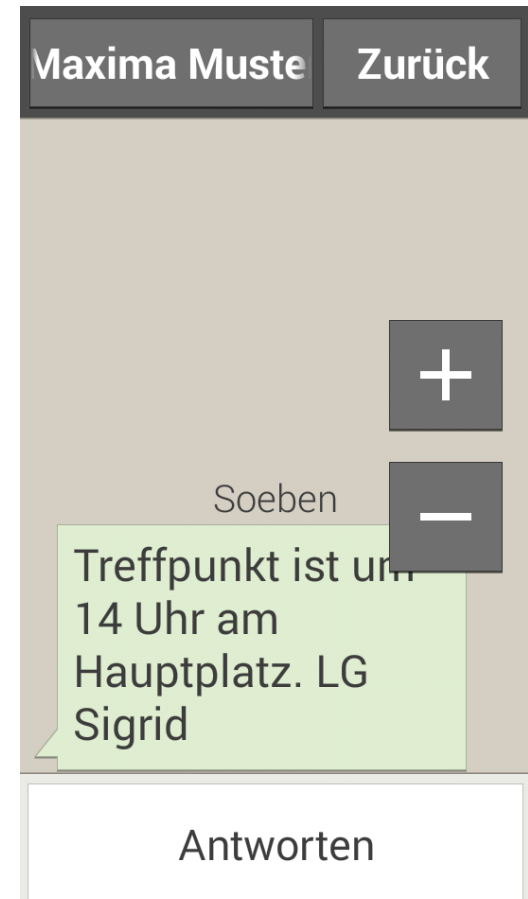 Maxima Muste
Zurück
+
Soeben
−
Treffpunkt ist um
14 Uhr am
Hauptplatz. LG
Sigrid
Antworten